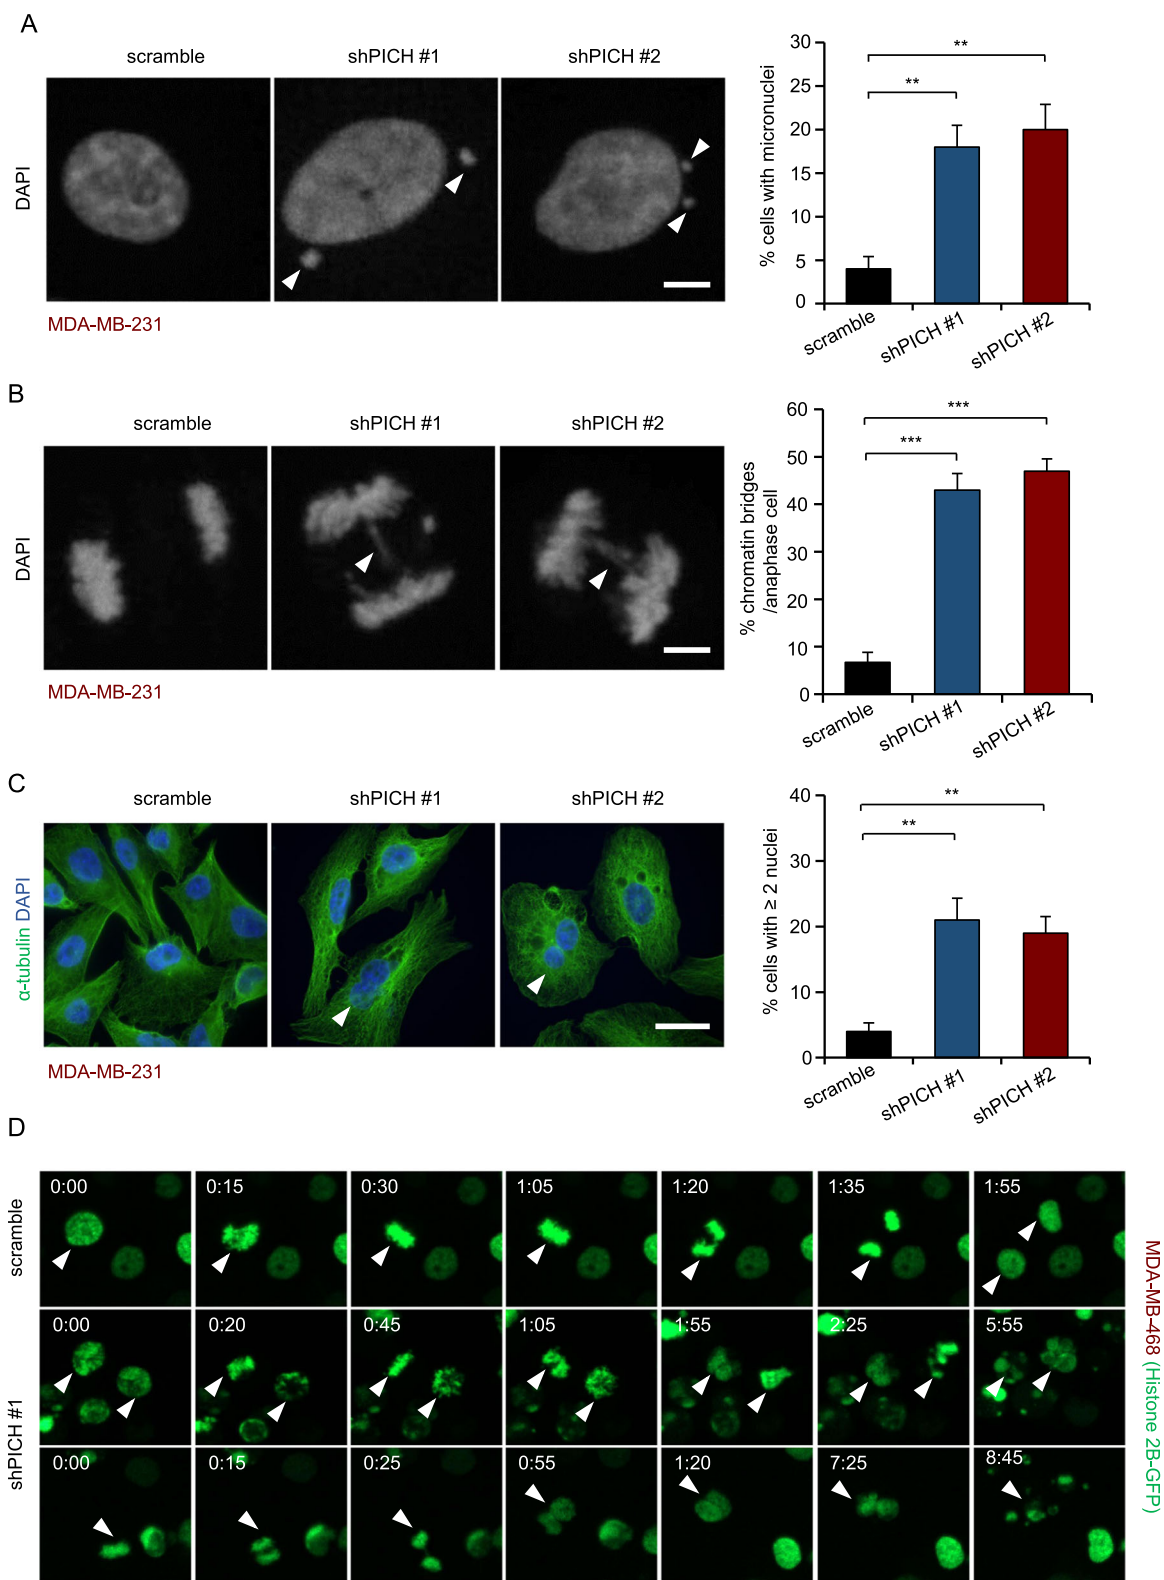 A
scramble
shPICH #1
shPICH #2
DAPI
MDA-MB-231
% cells with micronuclei
30
25
20
15
10
5
0
**
**
scramble
shPICH #1
shPICH #2
B
scramble
shPICH #1
shPICH #2
DAPI
MDA-MB-231
% chromatin bridges
/anaphase cell
60
50
40
30
20
10
0
***
***
scramble
shPICH #1
shPICH #2
C
scramble
shPICH #1
shPICH #2
α-tubulin DAPI
MDA-MB-231
% cells with ≥ 2 nuclei
40
30
20
10
0
**
**
scramble
shPICH #1
shPICH #2
D
scramble
0:00
0:15
0:30
1:05
1:20
1:35
1:55
shPICH #1
0:00
0:20
0:45
1:05
1:55
2:25
5:55
0:00
0:15
0:25
0:55
1:20
7:25
8:45
MDA-MB-468 (Histone 2B-GFP)